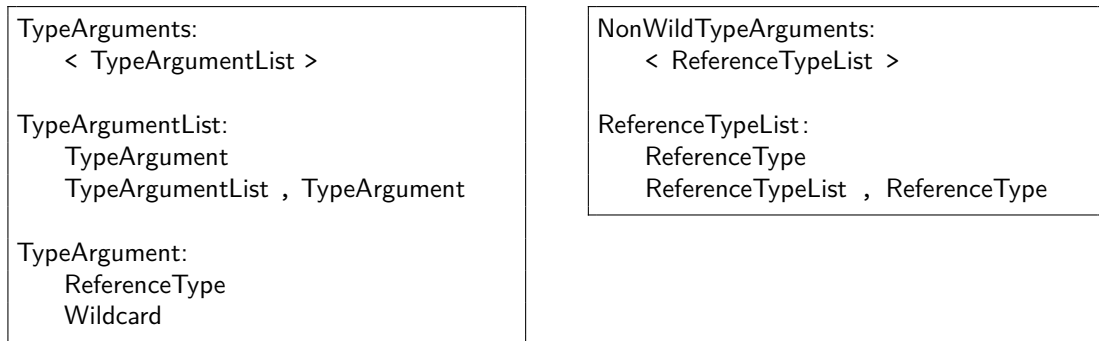 TypeArguments:
< TypeArgumentList >
TypeArgumentList:
TypeArgument
TypeArgumentList , TypeArgument
TypeArgument:
ReferenceType
Wildcard
NonWildTypeArguments:
< ReferenceTypeList >
ReferenceTypeList:
ReferenceType
ReferenceTypeList , ReferenceType